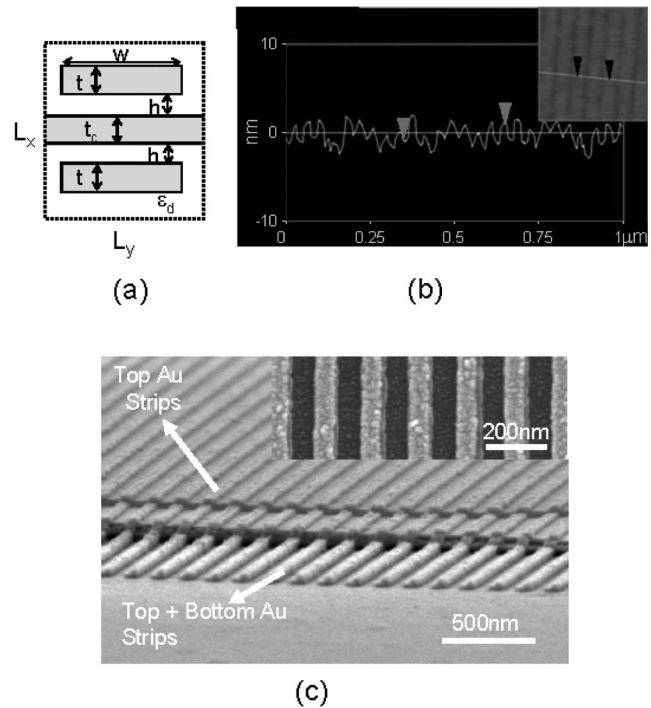 w
t
h
Lx
tc
h
t
εd
Ly
(a)
10
nm
0
-10
0
0.25
0.5
0.75
1μm
(b)
Top Au
Strips
200nm
Top + Bottom Au
Strips
500nm
(c)